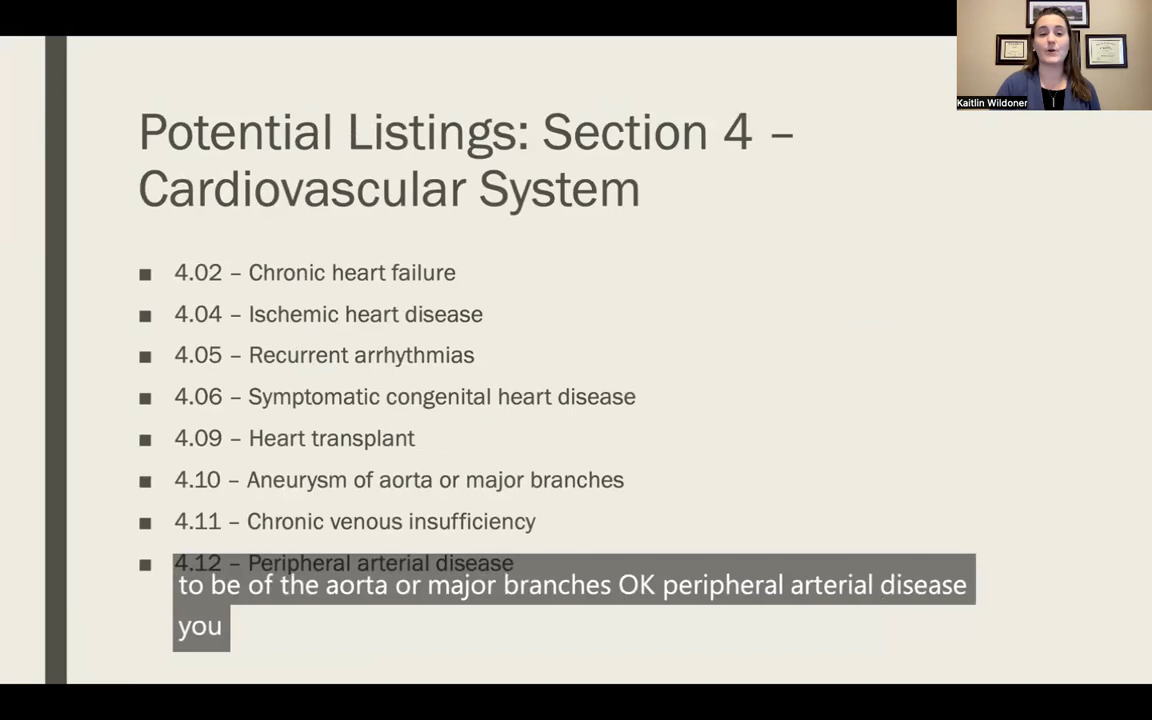 Kaitlin Wildoner
Potential Listings: Section 4 –
Cardiovascular System
■ 4.02 – Chronic heart failure
■ 4.04 – Ischemic heart disease
■ 4.05 – Recurrent arrhythmias
■ 4.06 – Symptomatic congenital heart disease
■ 4.09 – Heart transplant
■ 4.10 – Aneurysm of aorta or major branches
■ 4.11 – Chronic venous insufficiency
■ 4.12 – Peripheral arterial disease
to be of the aorta or major branches OK peripheral arterial disease
you